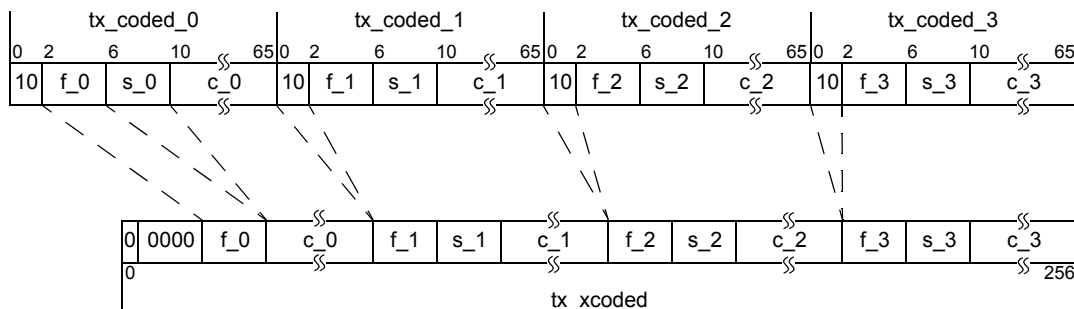 tx_coded_0 tx_coded_1 tx_coded_2 tx_coded_3
0 2 6 10 65 0 2 6 10 65 0 2 6 10 65 0 2 6 10 65
10 f_0 s_0 c_0 10 f_1 s_1 c_1 10 f_2 s_2 c_2 10 f_3 s_3 c_3
0 0000 f_0 c_0 f_1 s_1 c_1 f_2 s_2 c_2 f_3 s_3 c_3
0 256
tx_xcoded